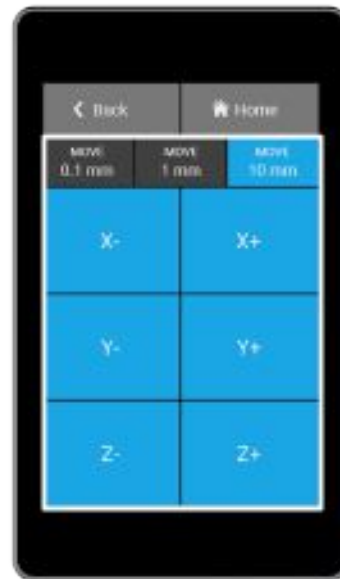 Back Home
MOVE MOVE MOVE
0.1 mm 1 mm 10 mm
X- X+
Y- Y+
Z- Z+